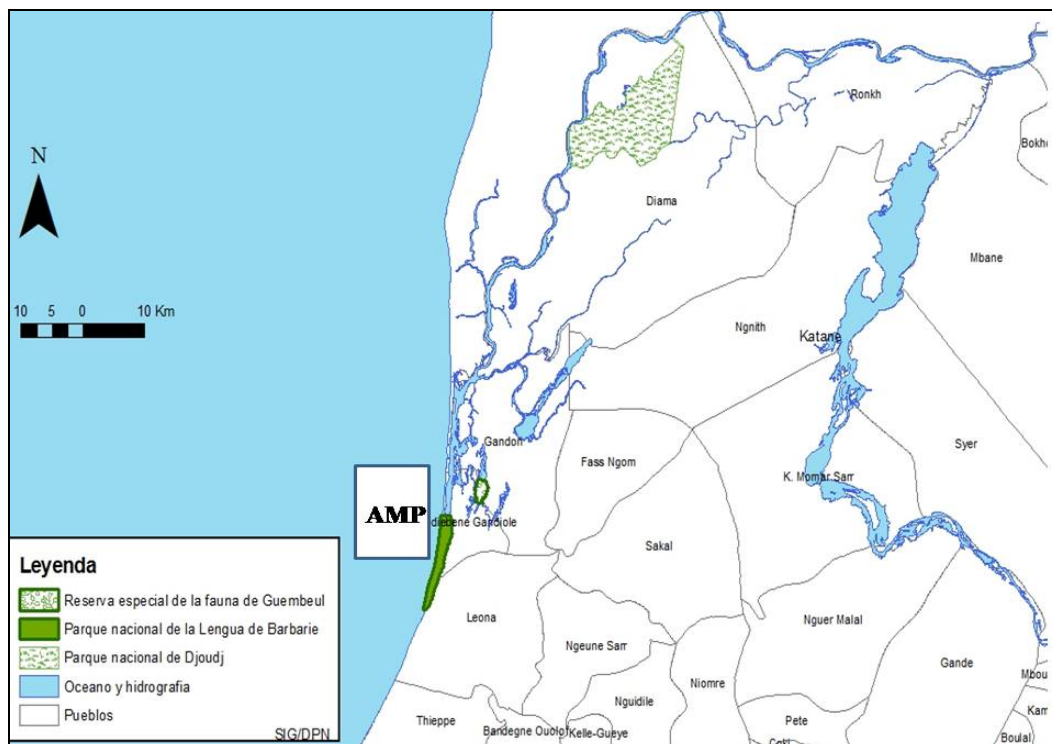 N
10 5 0 10 Km
Ronkh
Diama
Mbane
Ngnith
Katane
Gandon
Fass Ngom
Syer
K. Momar Sarr
AMP
Sakal
Leona
Nguer Malal
Ngeune Sarr
Gande
Niomre
Nguidile
Thieppe
Bandegne Ouolof
Kelle-Gueye
Pete
Boulal
Leyenda
Reserva especial de la fauna de Guembeul
Parque nacional de la Lengua de Barbarie
Parque nacional de Djoudj
Oceano y hidrografia
Pueblos
SIG/DPN